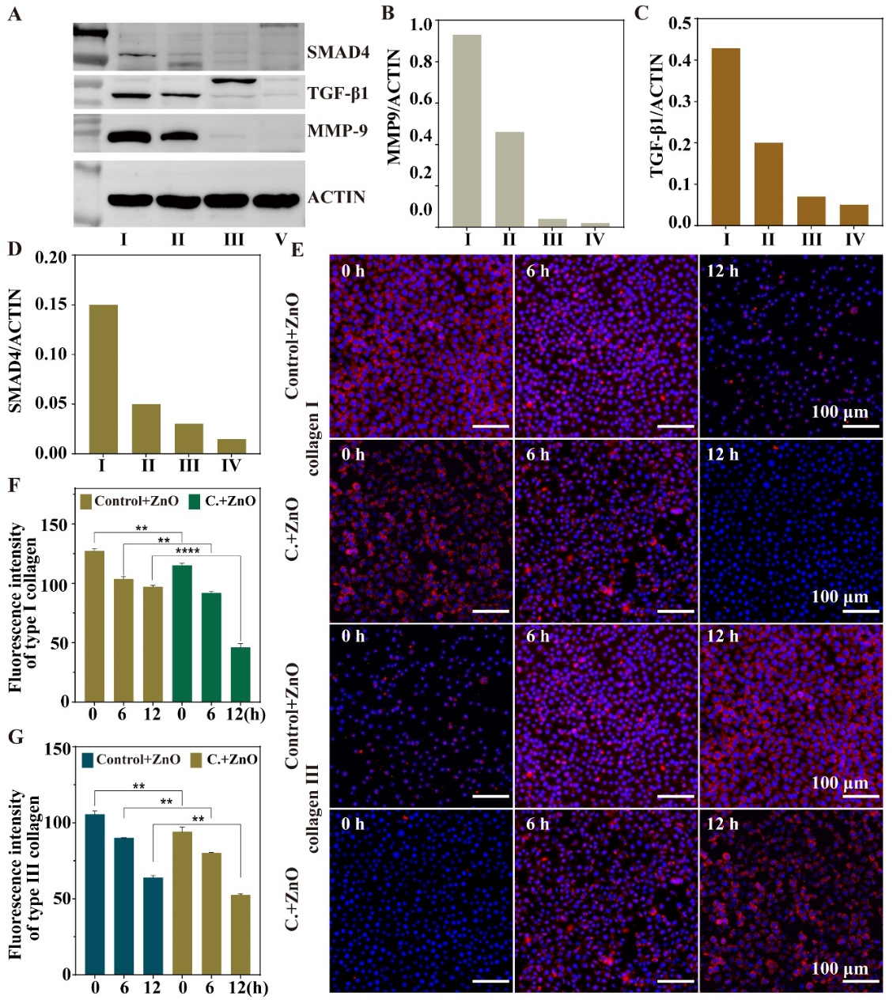 A
SMAD4
TGF-β1
MMP-9
ACTIN
I II III V
B
MMP9/ACTIN
1.0
0.8
0.6
0.4
0.2
0.0
I II III IV
C
TGF-β1/ACTIN
0.5
0.4
0.3
0.2
0.1
0.0
I II III IV
D
SMAD4/ACTIN
0.20
0.15
0.10
0.05
0.00
I II III IV
E
collagen I
Control+ZnO
0 h 6 h 12 h
100 μm
C.+ZnO
0 h 6 h 12 h
100 μm
collagen III
Control+ZnO
0 h 6 h 12 h
100 μm
C.+ZnO
0 h 6 h 12 h
100 μm
F
Fluorescence intensity
of type I collagen
Control+ZnO C.+ZnO
150
100
50
0
**
**
****
0 6 12 0 6 12(h)
G
Fluorescence intensity
of type III collagen
Control+ZnO C.+ZnO
150
100
50
0
**
**
**
0 6 12 0 6 12(h)